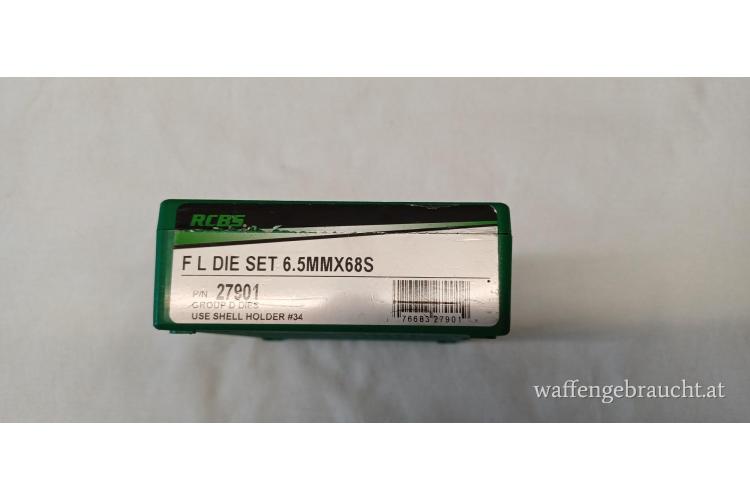 RCBS
F L DIE SET 6.5MMX68S
P/N 27901
GROUP D DIES
USE SHELL HOLDER #34
76683 27901
waffengebraucht.at